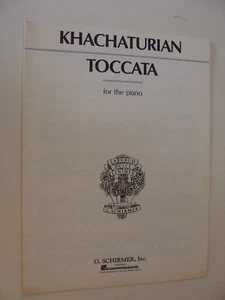 KHACHATURIAN
TOCCATA
for the piano
G. SCHIRMER, Inc.